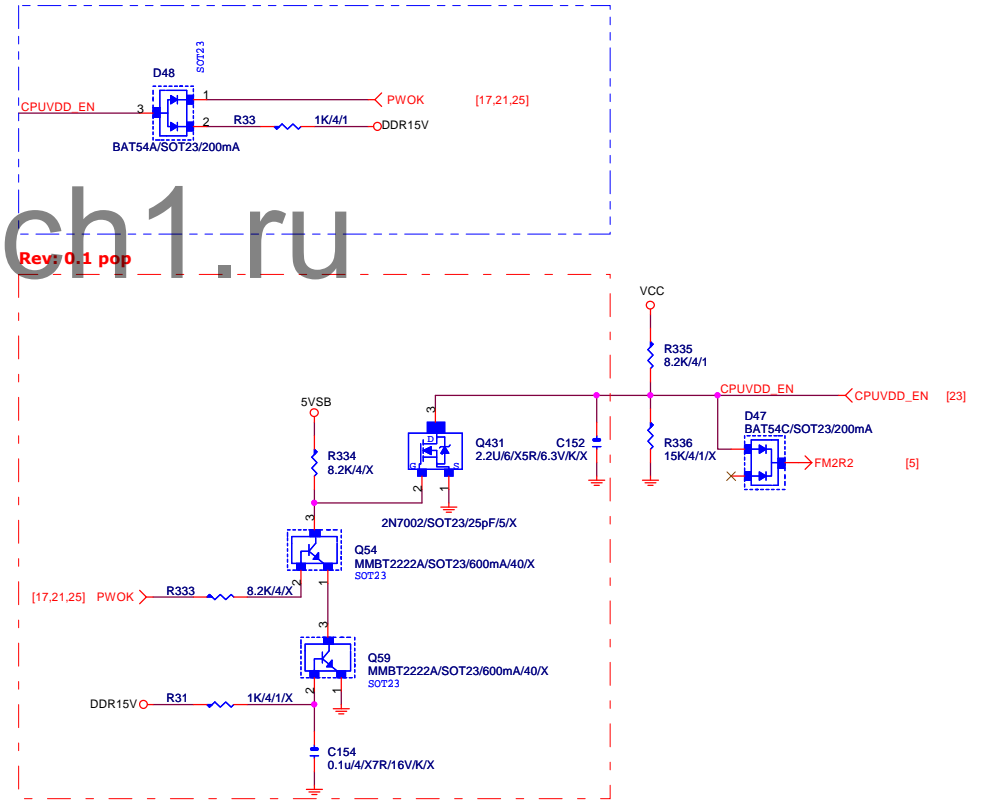 SOT23
D48
CPUVDD_EN
3
1
PWOK
[17,21,25]
2
R33
1K/4/1
DDR15V
BAT54A/SOT23/200mA
ch1.ru
Rev: 0.1 pop
VCC
R335
8.2K/4/1
CPUVDD_EN
CPUVDD_EN
[23]
5VSB
3
D
G
S
Q431
C152
2.2U/6/X5R/6.3V/K/X
R336
15K/4/1/X
D47
BAT54C/SOT23/200mA
FM2R2
[5]
R334
8.2K/4/X
2
1
2N7002/SOT23/25pF/5/X
3
Q54
MMBT2222A/SOT23/600mA/40/X
SOT23
2
1
[17,21,25]
PWOK
R333
8.2K/4/X
3
Q59
MMBT2222A/SOT23/600mA/40/X
SOT23
2
1
DDR15V
R31
1K/4/1/X
C154
0.1u/4/X7R/16V/K/X